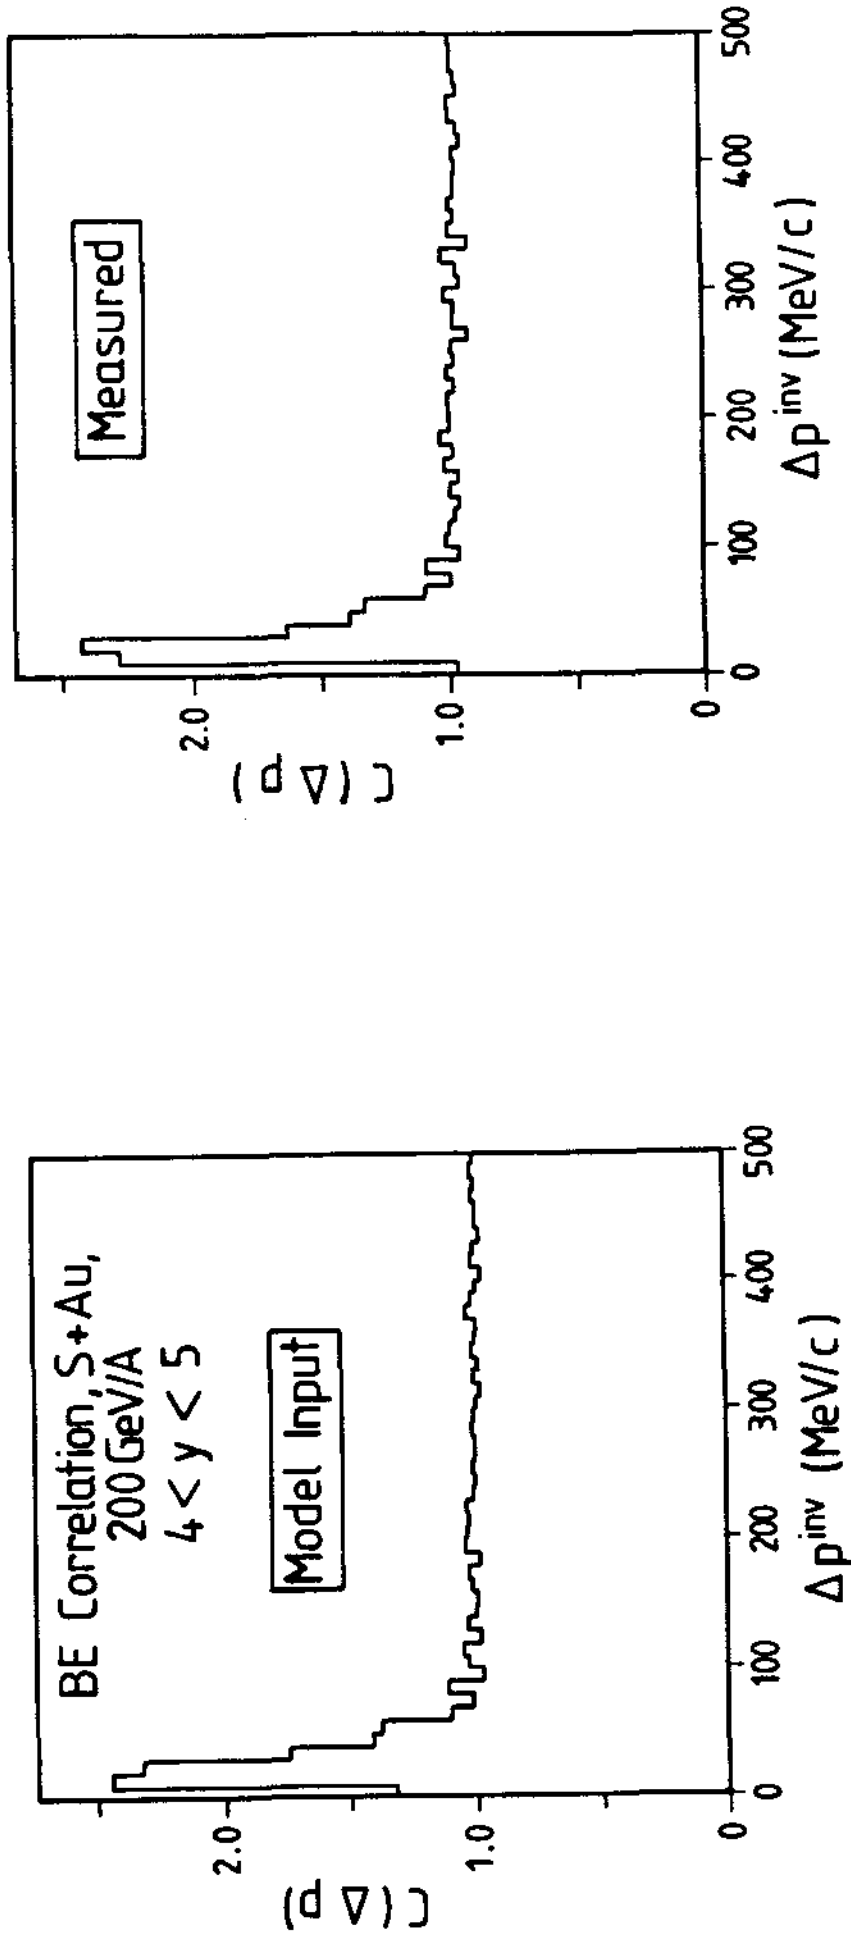 BE Correlation, S+Au,
200 GeV/A
4 < y < 5
Model Input
C(Δp)
2.0
1.0
0
0 100 200 300 400 500
Δp^inv (MeV/c)
Measured
C(Δp)
2.0
1.0
0
0 100 200 300 400 500
Δp^inv (MeV/c)